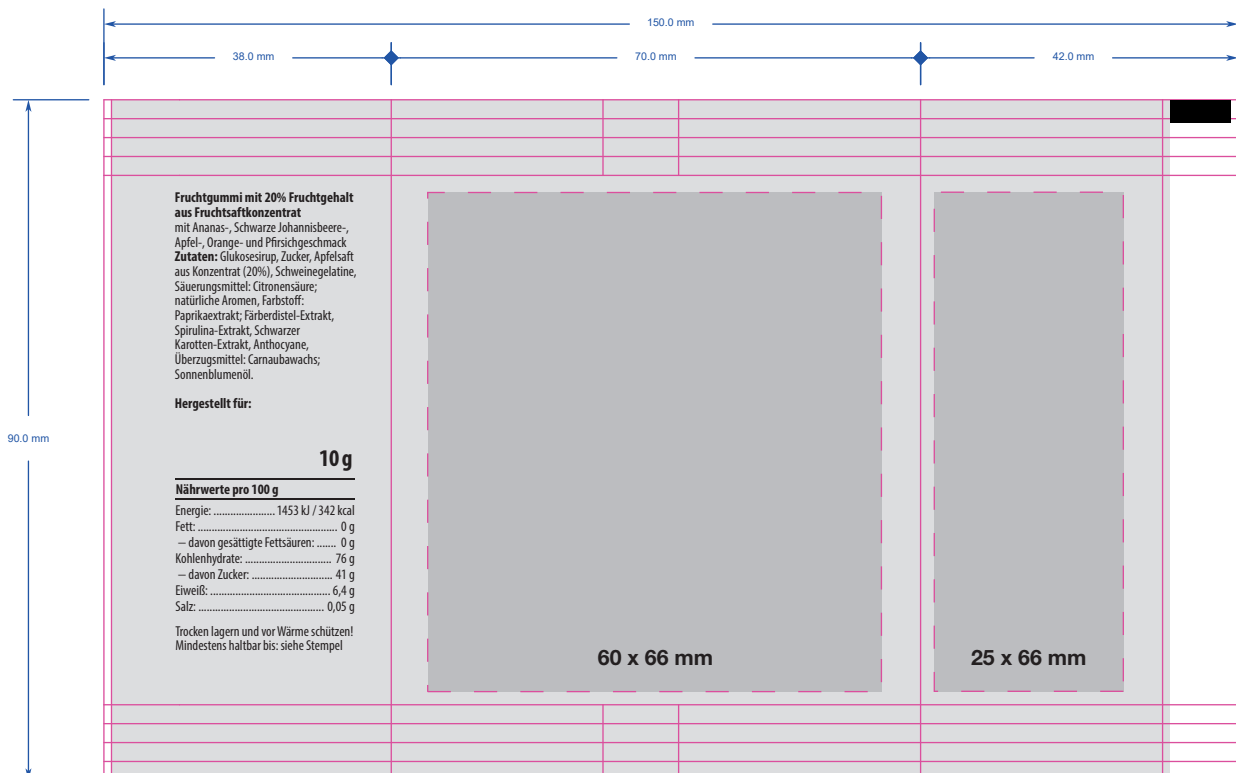 150.0 mm
38.0 mm
70.0 mm
42.0 mm
90.0 mm
Fruchtgummi mit 20% Fruchtgehalt
aus Fruchtsaftkonzentrat
mit Ananas-, Schwarze Johannisbeere-,
Apfel-, Orange- und Pfirsichgeschmack
Zutaten: Glukosesirup, Zucker, Apfelsaft
aus Konzentrat (20%), Schweinegelatine,
Säuerungsmittel: Citronensäure;
natürliche Aromen, Farbstoff:
Paprikaextrakt; Färberdistel-Extrakt,
Spirulina-Extrakt, Schwarzer
Karotten-Extrakt, Anthocyane,
Überzugsmittel: Carnaubawachs;
Sonnenblumenöl.
Hergestellt für:
10 g
Nährwerte pro 100 g
Energie: ...................... 1453 kJ / 342 kcal
Fett: .................................................. 0 g
– davon gesättigte Fettsäuren: ....... 0 g
Kohlenhydrate: ............................... 76 g
– davon Zucker: ............................. 41 g
Eiweiß: ........................................... 6,4 g
Salz: ............................................. 0,05 g
Trocken lagern und vor Wärme schützen!
Mindestens haltbar bis: siehe Stempel
60 x 66 mm
25 x 66 mm